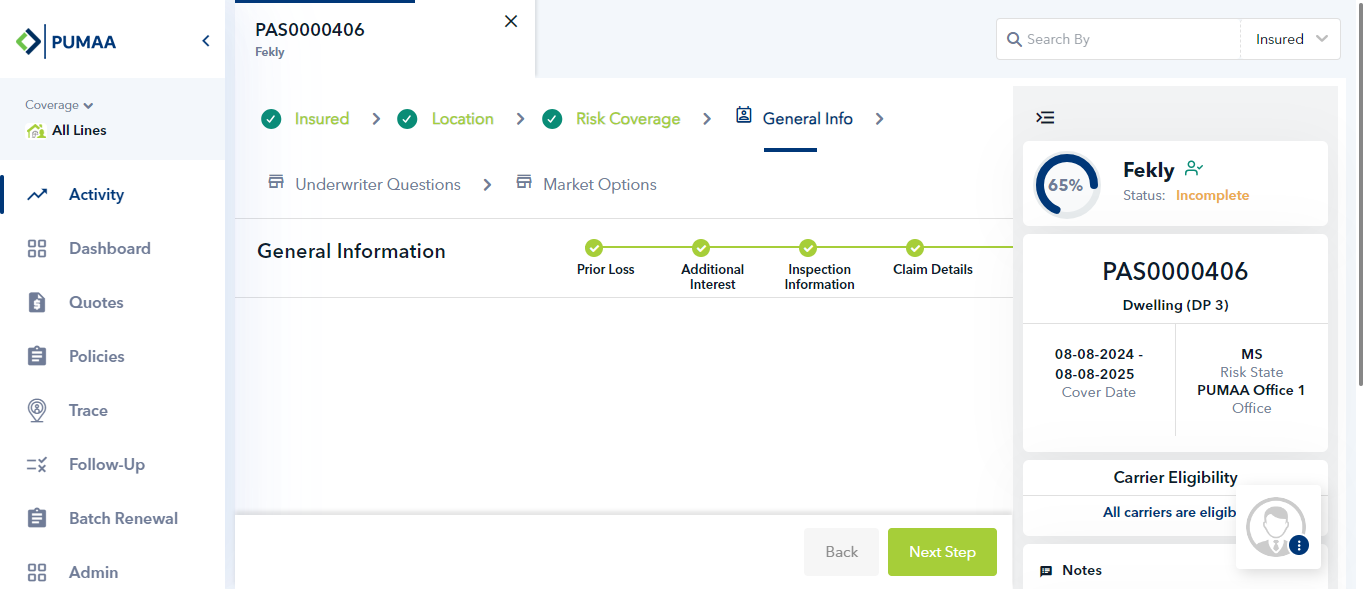 PUMAA
Coverage
All Lines
Activity
Dashboard
Quotes
Policies
Trace
Follow-Up
Batch Renewal
Admin
PAS0000406
Fekly
Search By
Insured
Insured
Location
Risk Coverage
General Info
Underwriter Questions
Market Options
General Information
Prior Loss
Additional
Interest
Inspection
Information
Claim Details
Back
Next Step
65%
Fekly
Status: Incomplete
PAS0000406
Dwelling (DP 3)
08-08-2024 -
08-08-2025
Cover Date
MS
Risk State
PUMAA Office 1
Office
Carrier Eligibility
All carriers are eligib
Notes